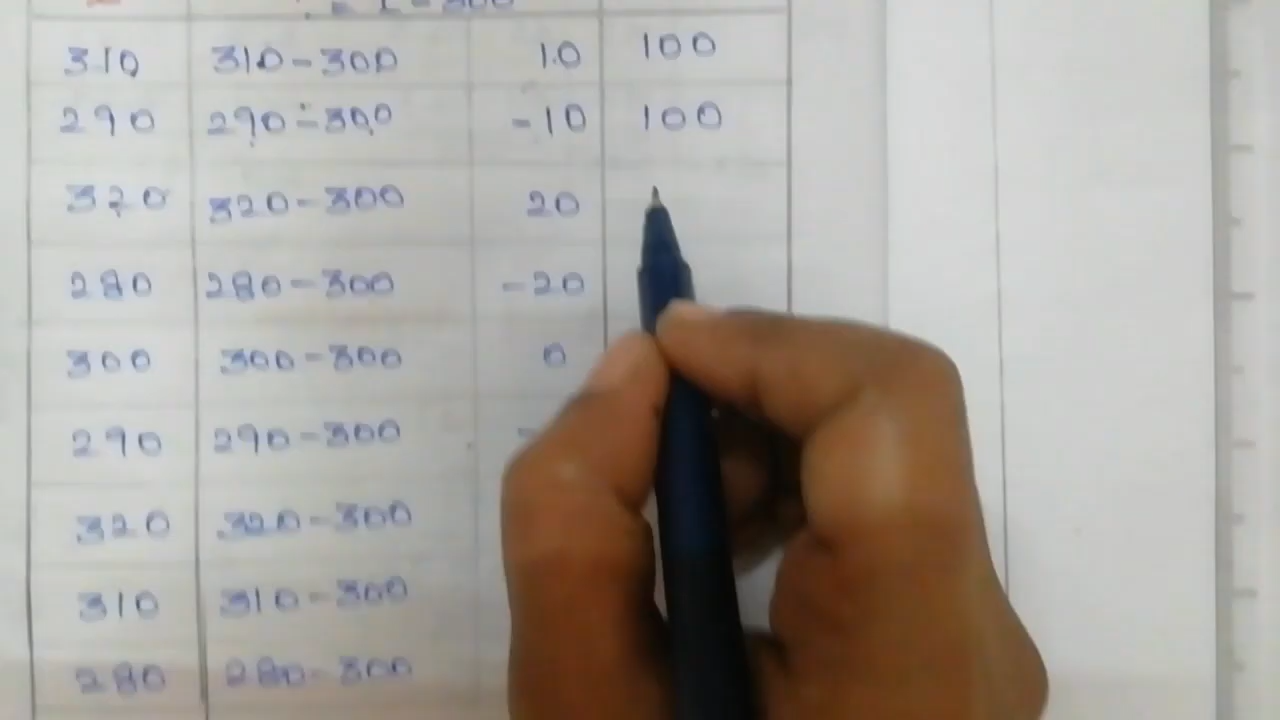 310 310-300 10 100
290 290-300 -10 100
320 320-300 20
280 280-300 -20
300 300-300 0
290 290-300 -
320 320-300
310 310-300
280 280-300